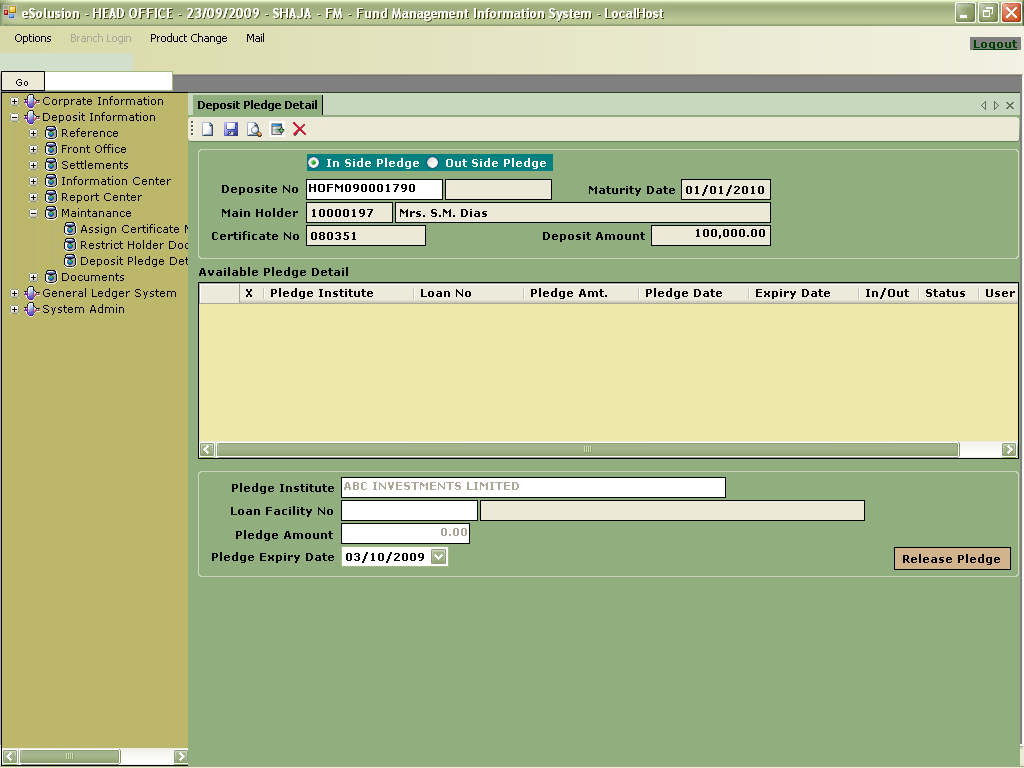 eSolusion - HEAD OFFICE - 23/09/2009 - SHAJA - FM - Fund Management Information System - LocalHost
Options Branch Login Product Change Mail
Logout
Go
Corprate Information
Deposit Information
Reference
Front Office
Settlements
Information Center
Report Center
Maintanance
Assign Certificate N
Restrict Holder Doc
Deposit Pledge Det
Documents
General Ledger System
System Admin
Deposit Pledge Detail
In Side Pledge Out Side Pledge
Deposite No HOFM090001790 Maturity Date 01/01/2010
Main Holder 10000197 Mrs. S.M. Dias
Certificate No 080351 Deposit Amount 100,000.00
Available Pledge Detail
X Pledge Institute Loan No Pledge Amt. Pledge Date Expiry Date In/Out Status User
Pledge Institute ABC INVESTMENTS LIMITED
Loan Facility No
Pledge Amount 0.00
Pledge Expiry Date 03/10/2009
Release Pledge